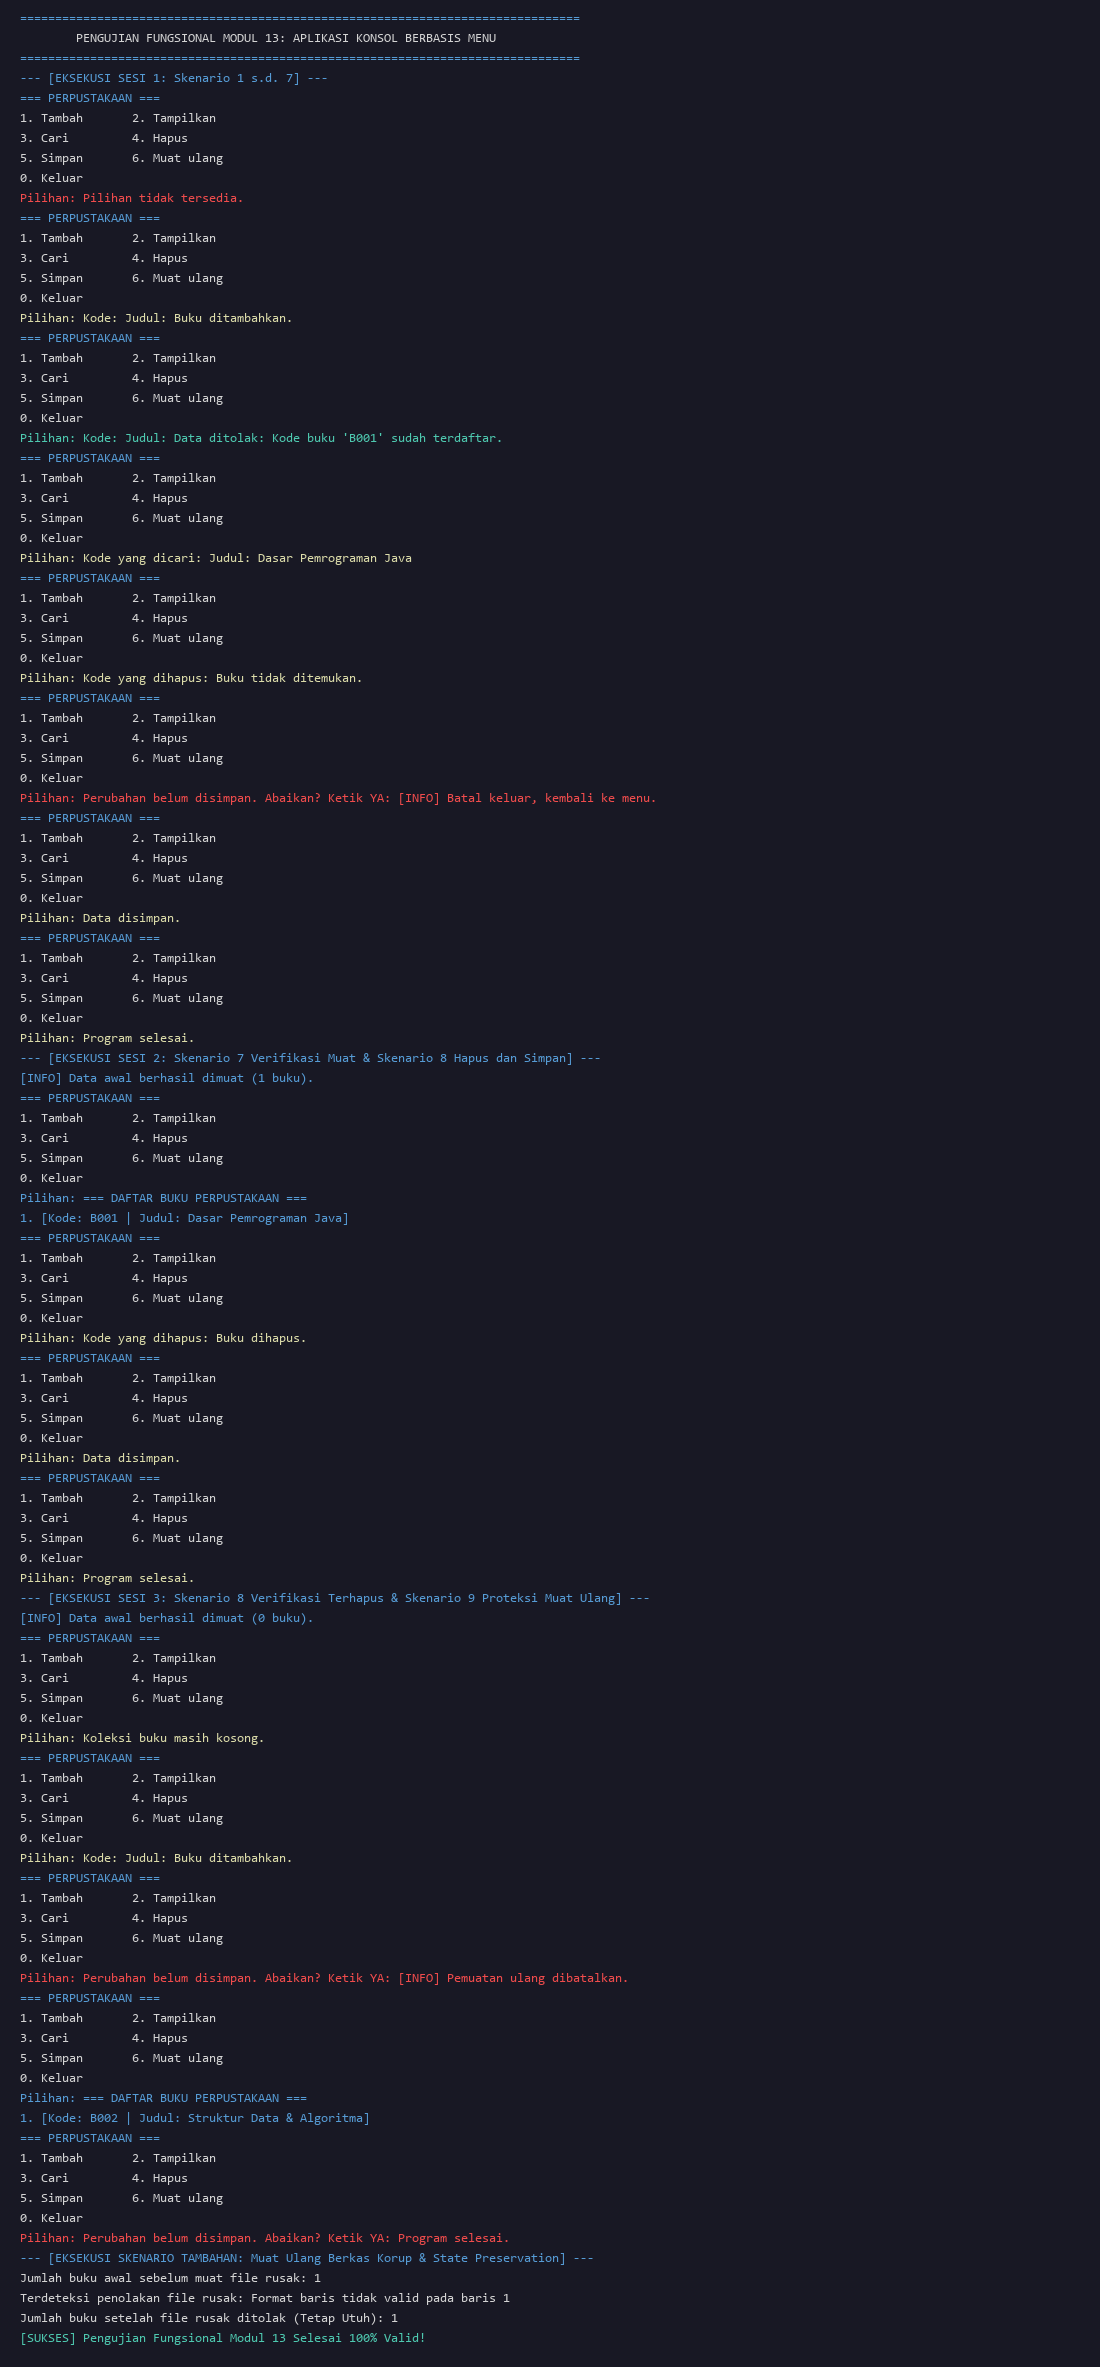 ================================================================================
        PENGUJIAN FUNGSIONAL MODUL 13: APLIKASI KONSOL BERBASIS MENU
================================================================================
--- [EKSEKUSI SESI 1: Skenario 1 s.d. 7] ---
=== PERPUSTAKAAN ===
1. Tambah       2. Tampilkan
3. Cari         4. Hapus
5. Simpan       6. Muat ulang
0. Keluar
Pilihan: Pilihan tidak tersedia.
=== PERPUSTAKAAN ===
1. Tambah       2. Tampilkan
3. Cari         4. Hapus
5. Simpan       6. Muat ulang
0. Keluar
Pilihan: Kode: Judul: Buku ditambahkan.
=== PERPUSTAKAAN ===
1. Tambah       2. Tampilkan
3. Cari         4. Hapus
5. Simpan       6. Muat ulang
0. Keluar
Pilihan: Kode: Judul: Data ditolak: Kode buku 'B001' sudah terdaftar.
=== PERPUSTAKAAN ===
1. Tambah       2. Tampilkan
3. Cari         4. Hapus
5. Simpan       6. Muat ulang
0. Keluar
Pilihan: Kode yang dicari: Judul: Dasar Pemrograman Java
=== PERPUSTAKAAN ===
1. Tambah       2. Tampilkan
3. Cari         4. Hapus
5. Simpan       6. Muat ulang
0. Keluar
Pilihan: Kode yang dihapus: Buku tidak ditemukan.
=== PERPUSTAKAAN ===
1. Tambah       2. Tampilkan
3. Cari         4. Hapus
5. Simpan       6. Muat ulang
0. Keluar
Pilihan: Perubahan belum disimpan. Abaikan? Ketik YA: [INFO] Batal keluar, kembali ke menu.
=== PERPUSTAKAAN ===
1. Tambah       2. Tampilkan
3. Cari         4. Hapus
5. Simpan       6. Muat ulang
0. Keluar
Pilihan: Data disimpan.
=== PERPUSTAKAAN ===
1. Tambah       2. Tampilkan
3. Cari         4. Hapus
5. Simpan       6. Muat ulang
0. Keluar
Pilihan: Program selesai.
--- [EKSEKUSI SESI 2: Skenario 7 Verifikasi Muat & Skenario 8 Hapus dan Simpan] ---
[INFO] Data awal berhasil dimuat (1 buku).
=== PERPUSTAKAAN ===
1. Tambah       2. Tampilkan
3. Cari         4. Hapus
5. Simpan       6. Muat ulang
0. Keluar
Pilihan: === DAFTAR BUKU PERPUSTAKAAN ===
1. [Kode: B001 | Judul: Dasar Pemrograman Java]
=== PERPUSTAKAAN ===
1. Tambah       2. Tampilkan
3. Cari         4. Hapus
5. Simpan       6. Muat ulang
0. Keluar
Pilihan: Kode yang dihapus: Buku dihapus.
=== PERPUSTAKAAN ===
1. Tambah       2. Tampilkan
3. Cari         4. Hapus
5. Simpan       6. Muat ulang
0. Keluar
Pilihan: Data disimpan.
=== PERPUSTAKAAN ===
1. Tambah       2. Tampilkan
3. Cari         4. Hapus
5. Simpan       6. Muat ulang
0. Keluar
Pilihan: Program selesai.
--- [EKSEKUSI SESI 3: Skenario 8 Verifikasi Terhapus & Skenario 9 Proteksi Muat Ulang] ---
[INFO] Data awal berhasil dimuat (0 buku).
=== PERPUSTAKAAN ===
1. Tambah       2. Tampilkan
3. Cari         4. Hapus
5. Simpan       6. Muat ulang
0. Keluar
Pilihan: Koleksi buku masih kosong.
=== PERPUSTAKAAN ===
1. Tambah       2. Tampilkan
3. Cari         4. Hapus
5. Simpan       6. Muat ulang
0. Keluar
Pilihan: Kode: Judul: Buku ditambahkan.
=== PERPUSTAKAAN ===
1. Tambah       2. Tampilkan
3. Cari         4. Hapus
5. Simpan       6. Muat ulang
0. Keluar
Pilihan: Perubahan belum disimpan. Abaikan? Ketik YA: [INFO] Pemuatan ulang dibatalkan.
=== PERPUSTAKAAN ===
1. Tambah       2. Tampilkan
3. Cari         4. Hapus
5. Simpan       6. Muat ulang
0. Keluar
Pilihan: === DAFTAR BUKU PERPUSTAKAAN ===
1. [Kode: B002 | Judul: Struktur Data & Algoritma]
=== PERPUSTAKAAN ===
1. Tambah       2. Tampilkan
3. Cari         4. Hapus
5. Simpan       6. Muat ulang
0. Keluar
Pilihan: Perubahan belum disimpan. Abaikan? Ketik YA: Program selesai.
--- [EKSEKUSI SKENARIO TAMBAHAN: Muat Ulang Berkas Korup & State Preservation] ---
Jumlah buku awal sebelum muat file rusak: 1
Terdeteksi penolakan file rusak: Format baris tidak valid pada baris 1
Jumlah buku setelah file rusak ditolak (Tetap Utuh): 1
[SUKSES] Pengujian Fungsional Modul 13 Selesai 100% Valid!